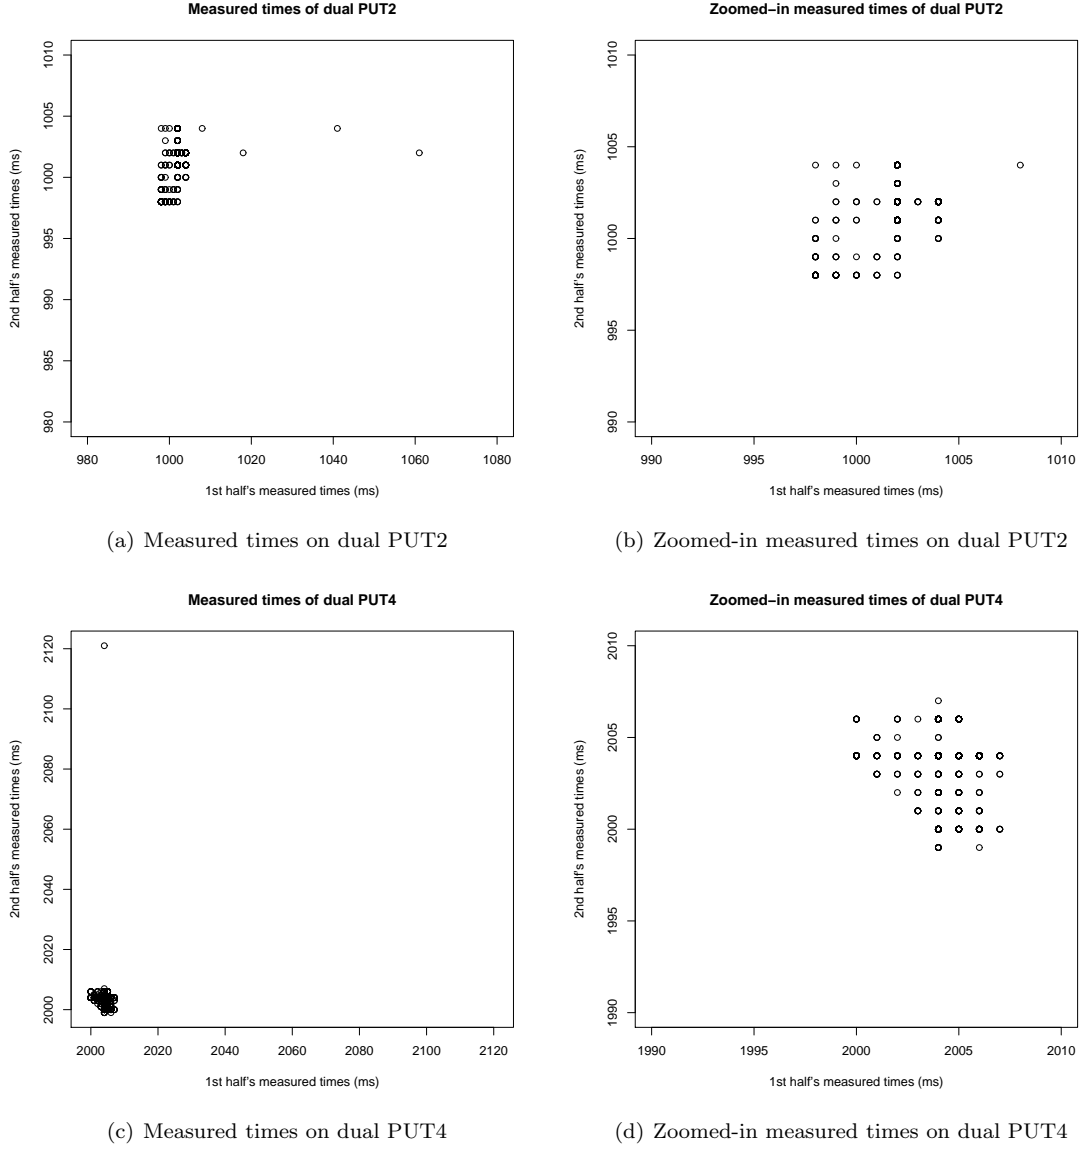 Measured times of dual PUT2
2nd half's measured times (ms)
1010
1005
1000
995
990
985
980
980 1000 1020 1040 1060 1080
1st half's measured times (ms)
(a) Measured times on dual PUT2
Zoomed−in measured times of dual PUT2
2nd half's measured times (ms)
1010
1005
1000
995
990
990 995 1000 1005 1010
1st half's measured times (ms)
(b) Zoomed-in measured times on dual PUT2
Measured times of dual PUT4
2nd half's measured times (ms)
2120
2100
2080
2060
2040
2020
2000
2000 2020 2040 2060 2080 2100 2120
1st half's measured times (ms)
(c) Measured times on dual PUT4
Zoomed−in measured times of dual PUT4
2nd half's measured times (ms)
2010
2005
2000
1995
1990
1990 1995 2000 2005 2010
1st half's measured times (ms)
(d) Zoomed-in measured times on dual PUT4